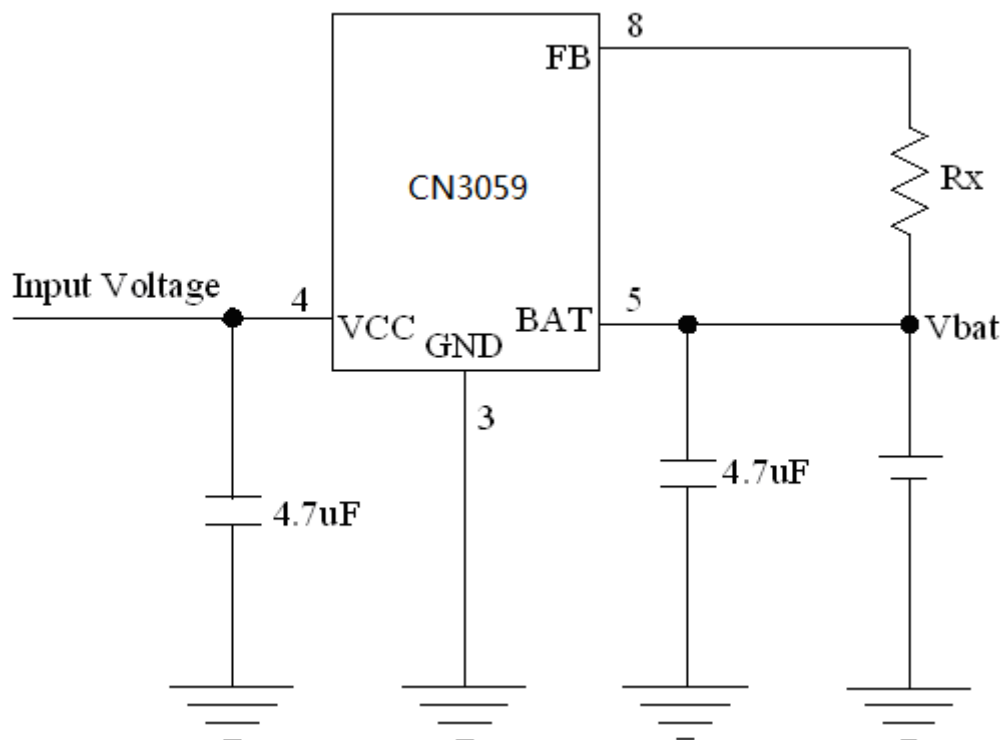 8
FB
CN3059
Rx
Input Voltage
4
VCC
GND
BAT
5
Vbat
3
4.7uF
4.7uF